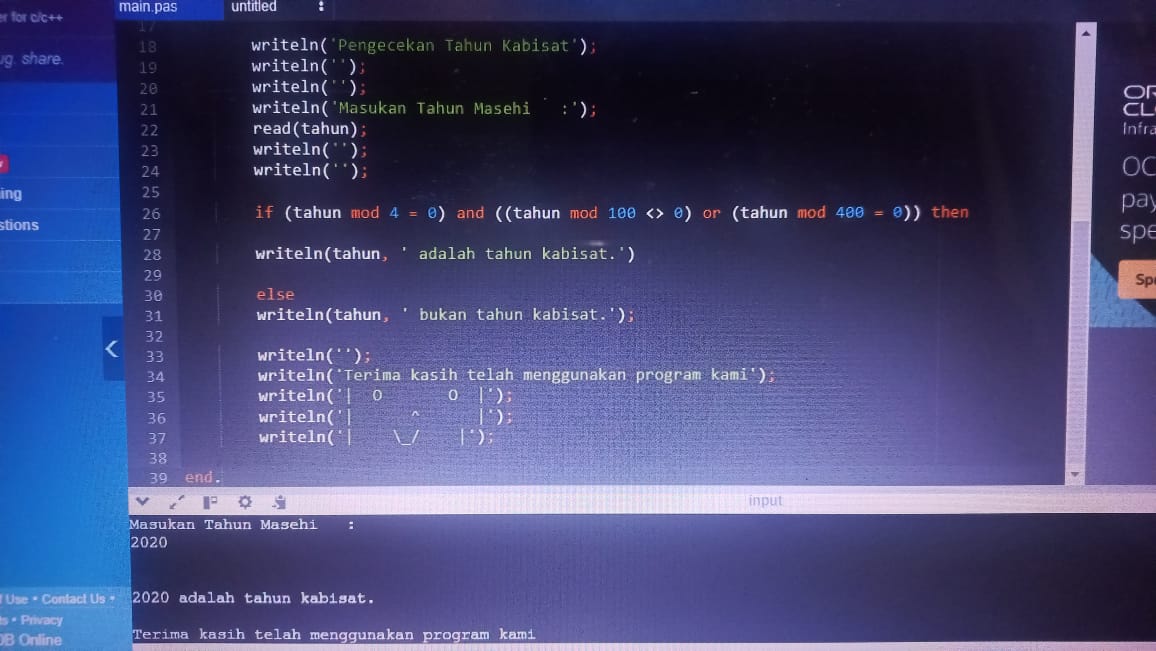 main.pas
untitled
er for c/c++
ug. share.
ing
stions
17
18 writeln('Pengecekan Tahun Kabisat');
19 writeln('');
20 writeln('');
21 writeln('Masukan Tahun Masehi   :');
22 read(tahun);
23 writeln('');
24 writeln('');
25
26 if (tahun mod 4 = 0) and ((tahun mod 100 <> 0) or (tahun mod 400 = 0)) then
27
28 writeln(tahun, ' adalah tahun kabisat.')
29
30 else
31 writeln(tahun, ' bukan tahun kabisat.');
32
33 writeln('');
34 writeln('Terima kasih telah menggunakan program kami');
35 writeln('|  O       O  |');
36 writeln('|      ^      |');
37 writeln('|    \_/    |');
38
39 end.
input
Masukan Tahun Masehi   :
2020
2020 adalah tahun kabisat.
Terima kasih telah menggunakan program kami
f Use • Contact Us •
s • Privacy
DB Online
OR
CL
Infra
OC
pay
spe
Spe